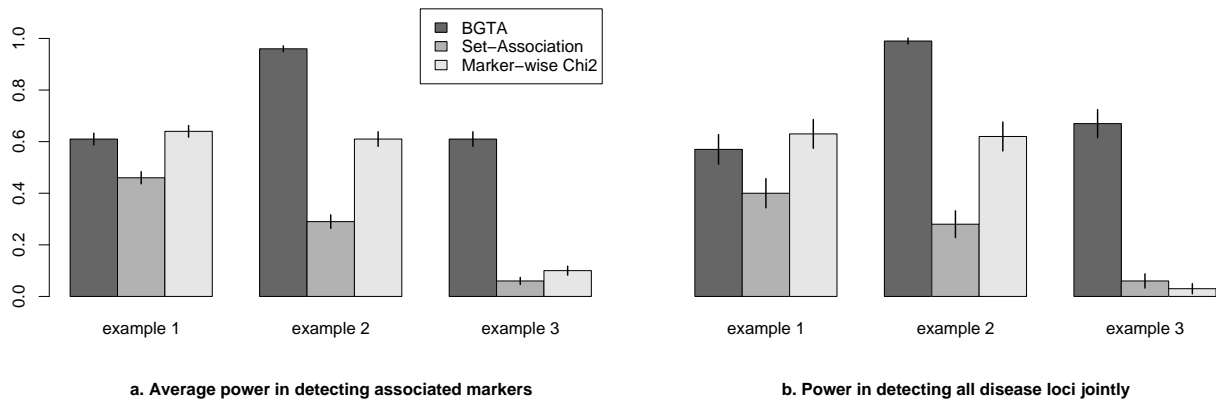 BGTA
Set−Association
Marker−wise Chi2
1.0
0.8
0.6
0.4
0.2
0.0
example 1 example 2 example 3
example 1 example 2 example 3
a. Average power in detecting associated markers
b. Power in detecting all disease loci jointly